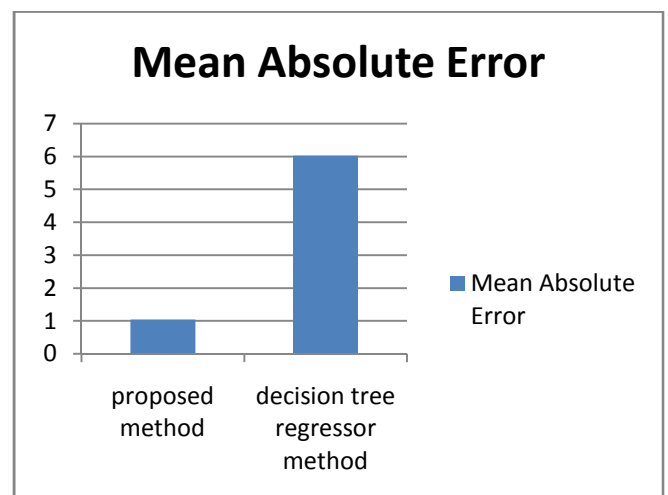 Mean Absolute Error
7
6
5
4
3
2
1
0
proposed
method
decision tree
regressor
method
Mean Absolute
Error